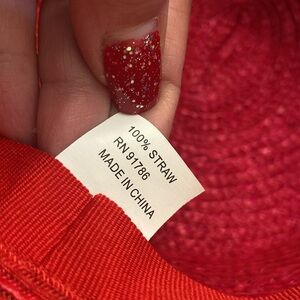 100% STRAW
RN 91786
MADE IN CHINA